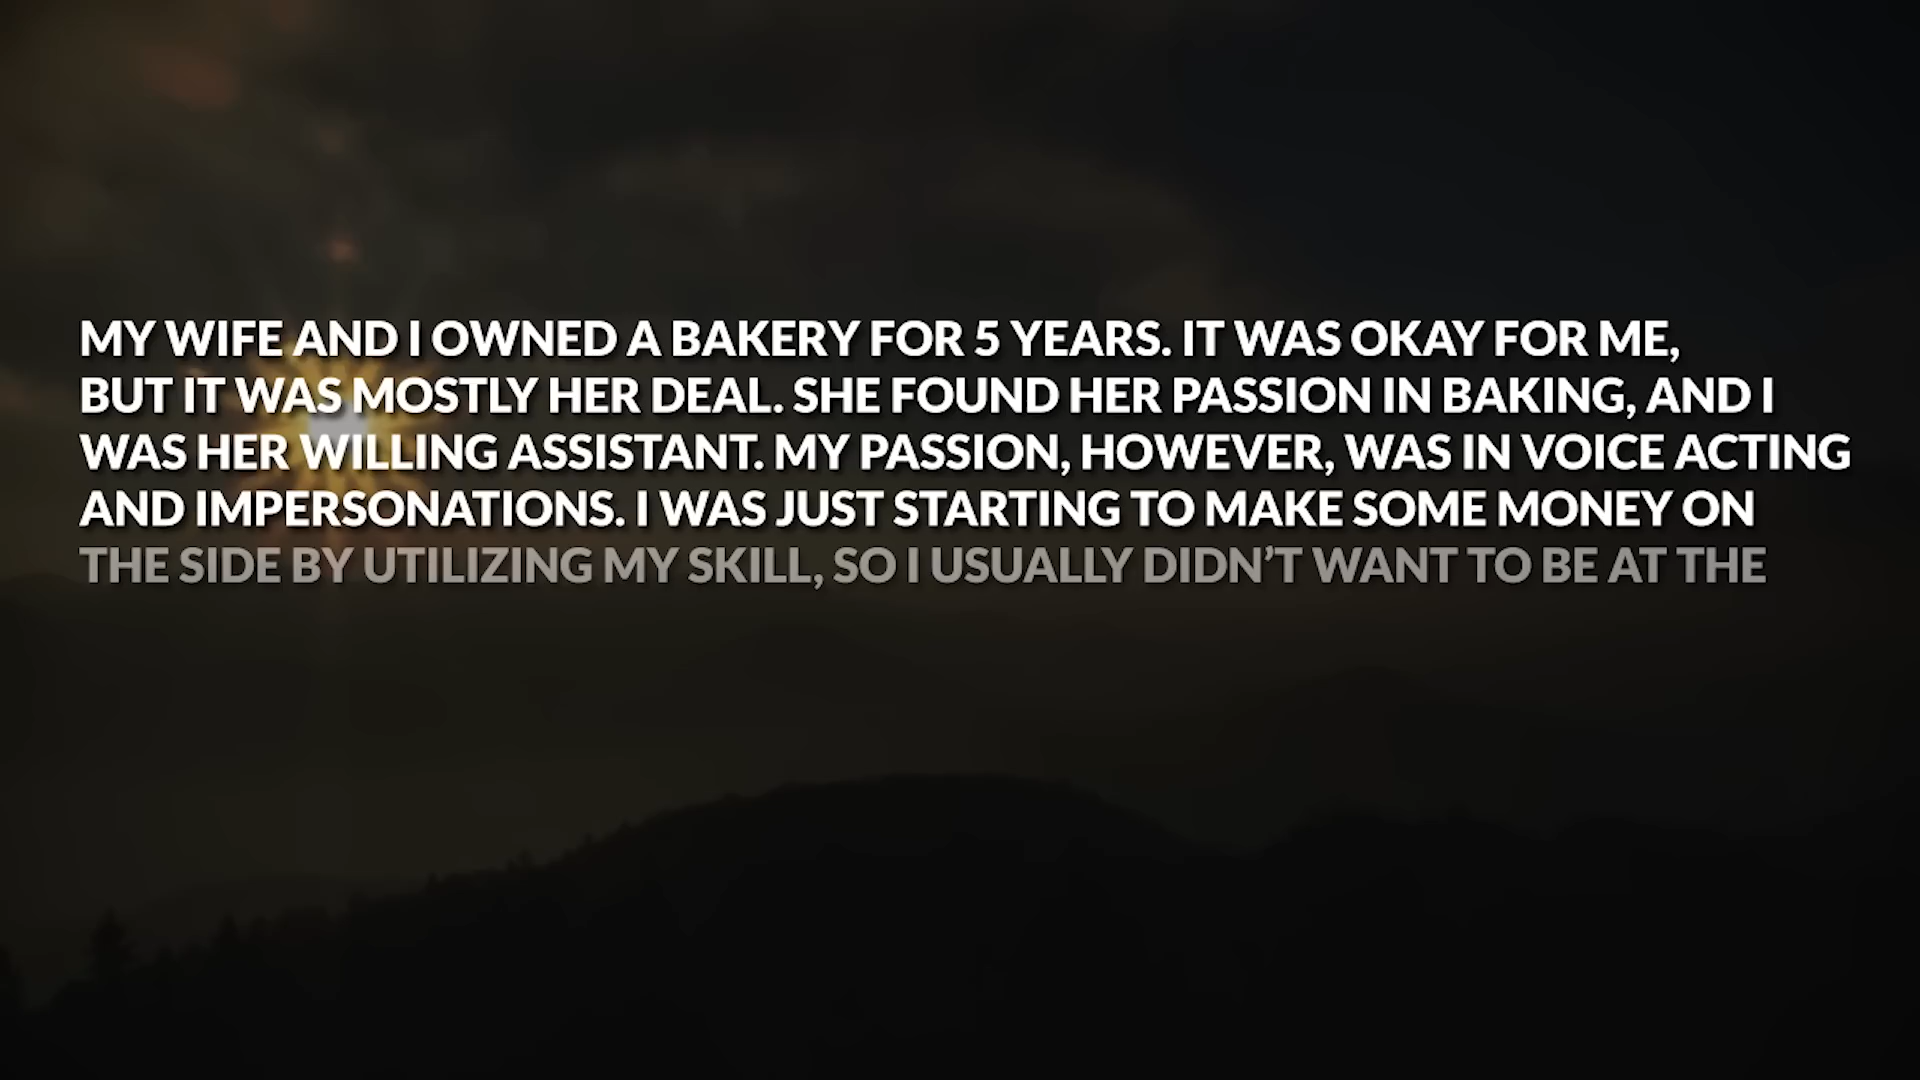 MY WIFE AND I OWNED A BAKERY FOR 5 YEARS. IT WAS OKAY FOR ME,
BUT IT WAS MOSTLY HER DEAL. SHE FOUND HER PASSION IN BAKING, AND I
WAS HER WILLING ASSISTANT. MY PASSION, HOWEVER, WAS IN VOICE ACTING
AND IMPERSONATIONS. I WAS JUST STARTING TO MAKE SOME MONEY ON
THE SIDE BY UTILIZING MY SKILL, SO I USUALLY DIDN’T WANT TO BE AT THE